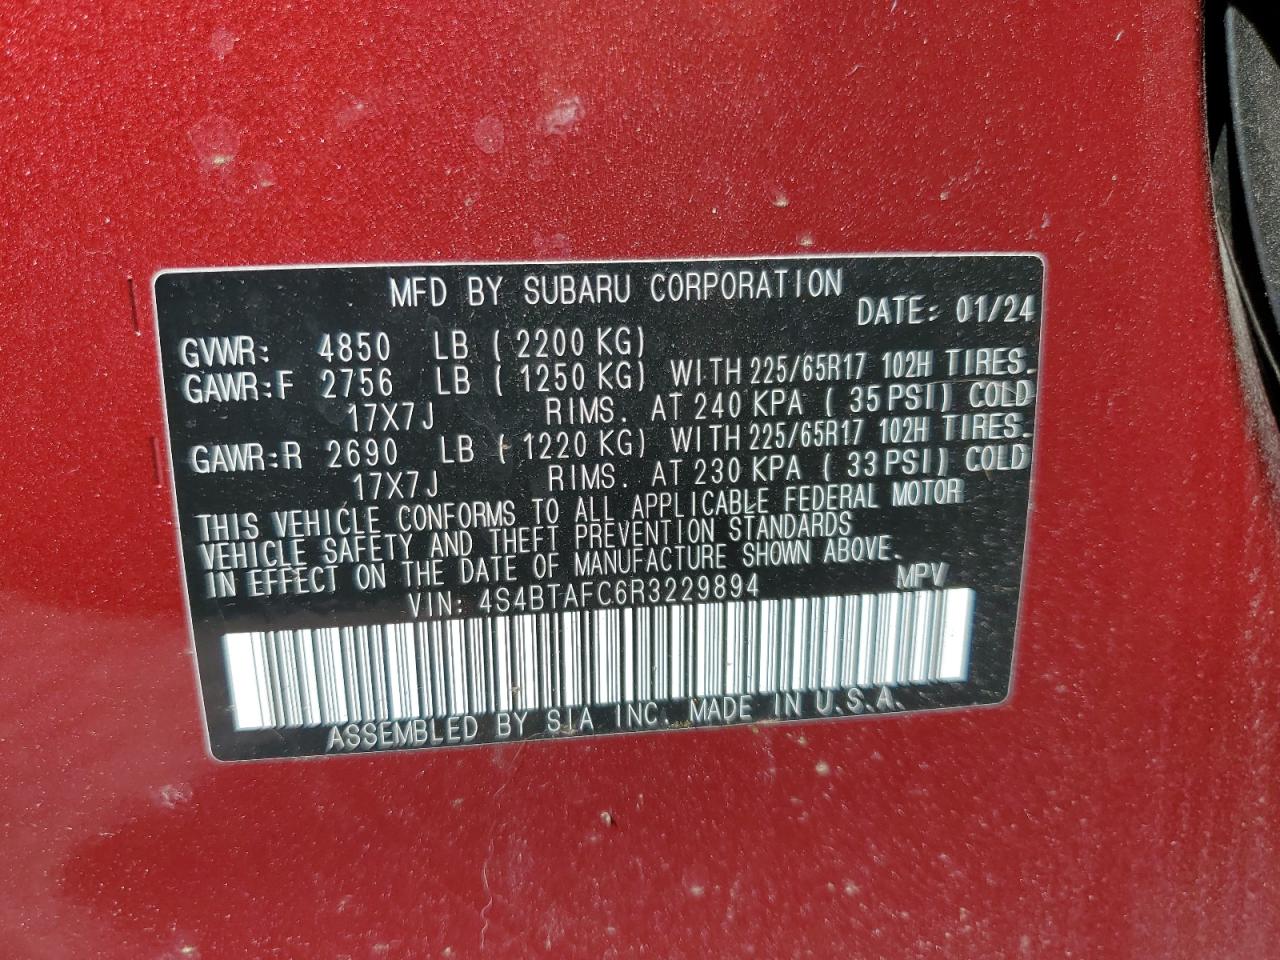 MFD BY SUBARU CORPORATION
DATE: 01/24
GVWR: 4850 LB ( 2200 KG)
GAWR:F 2756 LB ( 1250 KG) WITH 225/65R17 102H TIRES.
17X7J RIMS. AT 240 KPA ( 35 PSI) COLD
GAWR:R 2690 LB ( 1220 KG) WITH 225/65R17 102H TIRES.
17X7J RIMS. AT 230 KPA ( 33 PSI) COLD
THIS VEHICLE CONFORMS TO ALL APPLICABLE FEDERAL MOTOR
VEHICLE SAFETY AND THEFT PREVENTION STANDARDS
IN EFFECT ON THE DATE OF MANUFACTURE SHOWN ABOVE.
VIN: 4S4BTAFC6R3229894 MPV
ASSEMBLED BY SIA INC. MADE IN U.S.A.